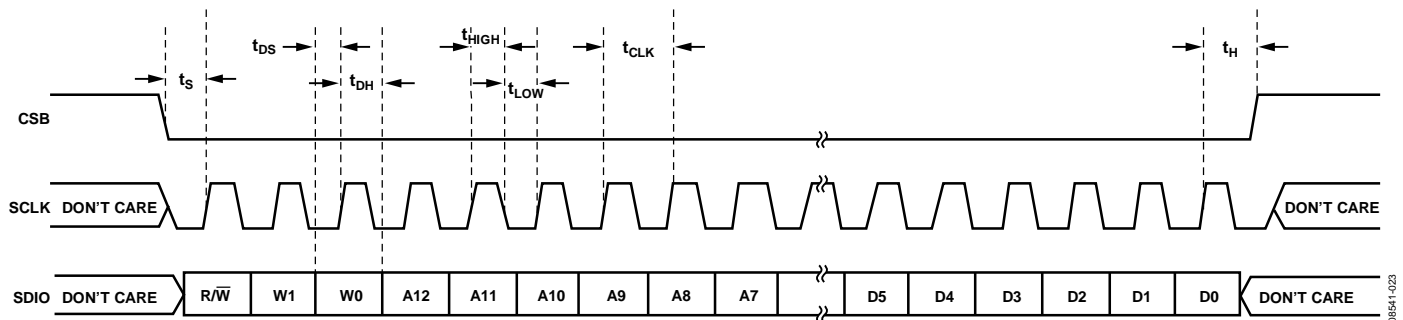 tDS
tHIGH
tCLK
tH
tS
tDH
tLOW
CSB
SCLK DON'T CARE
DON'T CARE
SDIO DON'T CARE
R/W̅ W1 W0 A12 A11 A10 A9 A8 A7 D5 D4 D3 D2 D1 D0
DON'T CARE
08541-023